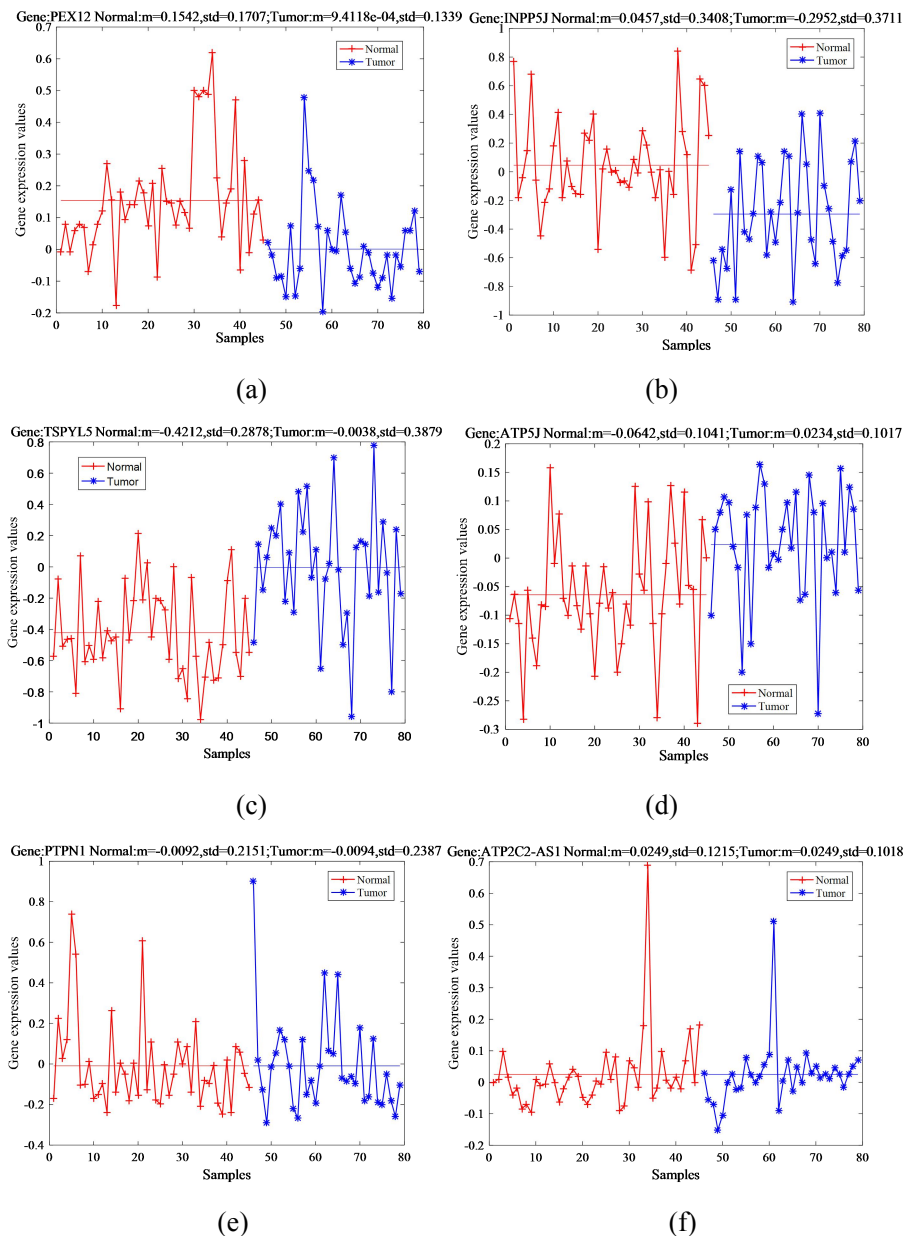 Gene:PEX12 Normal:m=0.1542,std=0.1707;Tumor:m=9.4118e-04,std=0.1339
0.7
0.6
0.5
0.4
0.3
0.2
0.1
0
-0.1
-0.2
Gene expression values
Normal
Tumor
0 10 20 30 40 50 60 70 80
Samples
(a)
Gene:INPP5J Normal:m=0.0457,std=0.3408;Tumor:m=-0.2952,std=0.3711
1
0.8
0.6
0.4
0.2
0
-0.2
-0.4
-0.6
-0.8
-1
Gene expression values
Normal
Tumor
0 10 20 30 40 50 60 70 80
Samples
(b)
Gene:TSPYL5 Normal:m=-0.4212,std=0.2878;Tumor:m=-0.0038,std=0.3879
0.8
0.6
0.4
0.2
0
-0.2
-0.4
-0.6
-0.8
-1
Gene expression values
Normal
Tumor
0 10 20 30 40 50 60 70 80
Samples
(c)
Gene:ATP5J Normal:m=-0.0642,std=0.1041;Tumor:m=0.0234,std=0.1017
0.2
0.15
0.1
0.05
0
-0.05
-0.1
-0.15
-0.2
-0.25
-0.3
Gene expression values
Normal
Tumor
0 10 20 30 40 50 60 70 80
Samples
(d)
Gene:PTPN1 Normal:m=-0.0092,std=0.2151;Tumor:m=-0.0094,std=0.2387
1
0.8
0.6
0.4
0.2
0
-0.2
-0.4
Gene expression values
Normal
Tumor
0 10 20 30 40 50 60 70 80
Samples
(e)
Gene:ATP2C2-AS1 Normal:m=0.0249,std=0.1215;Tumor:m=0.0249,std=0.1018
0.7
0.6
0.5
0.4
0.3
0.2
0.1
0
-0.1
-0.2
Gene expression values
Normal
Tumor
0 10 20 30 40 50 60 70 80
Samples
(f)